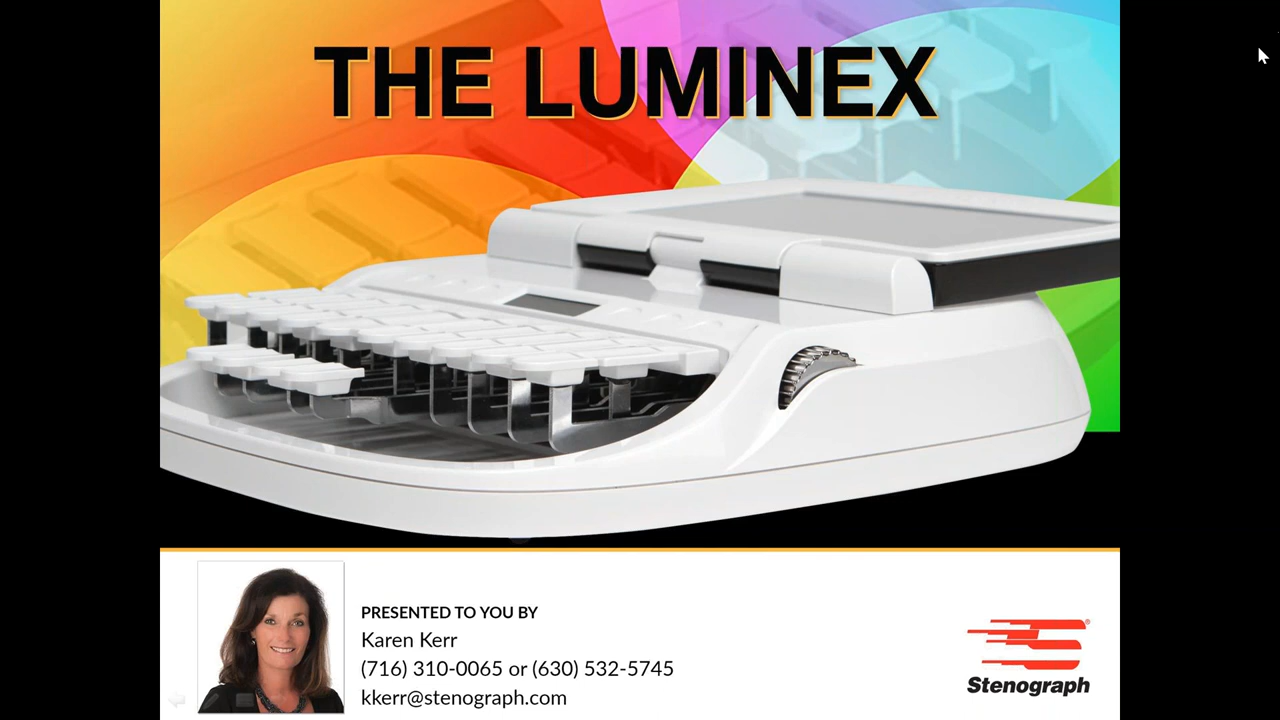 THE LUMINEX
PRESENTED TO YOU BY
Karen Kerr
(716) 310-0065 or (630) 532-5745
kkerr@stenograph.com
Stenograph